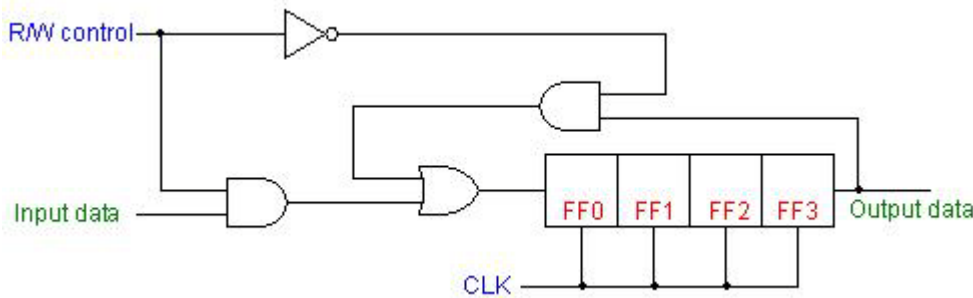 R/W control
Input data
FF0 FF1 FF2 FF3
Output data
CLK